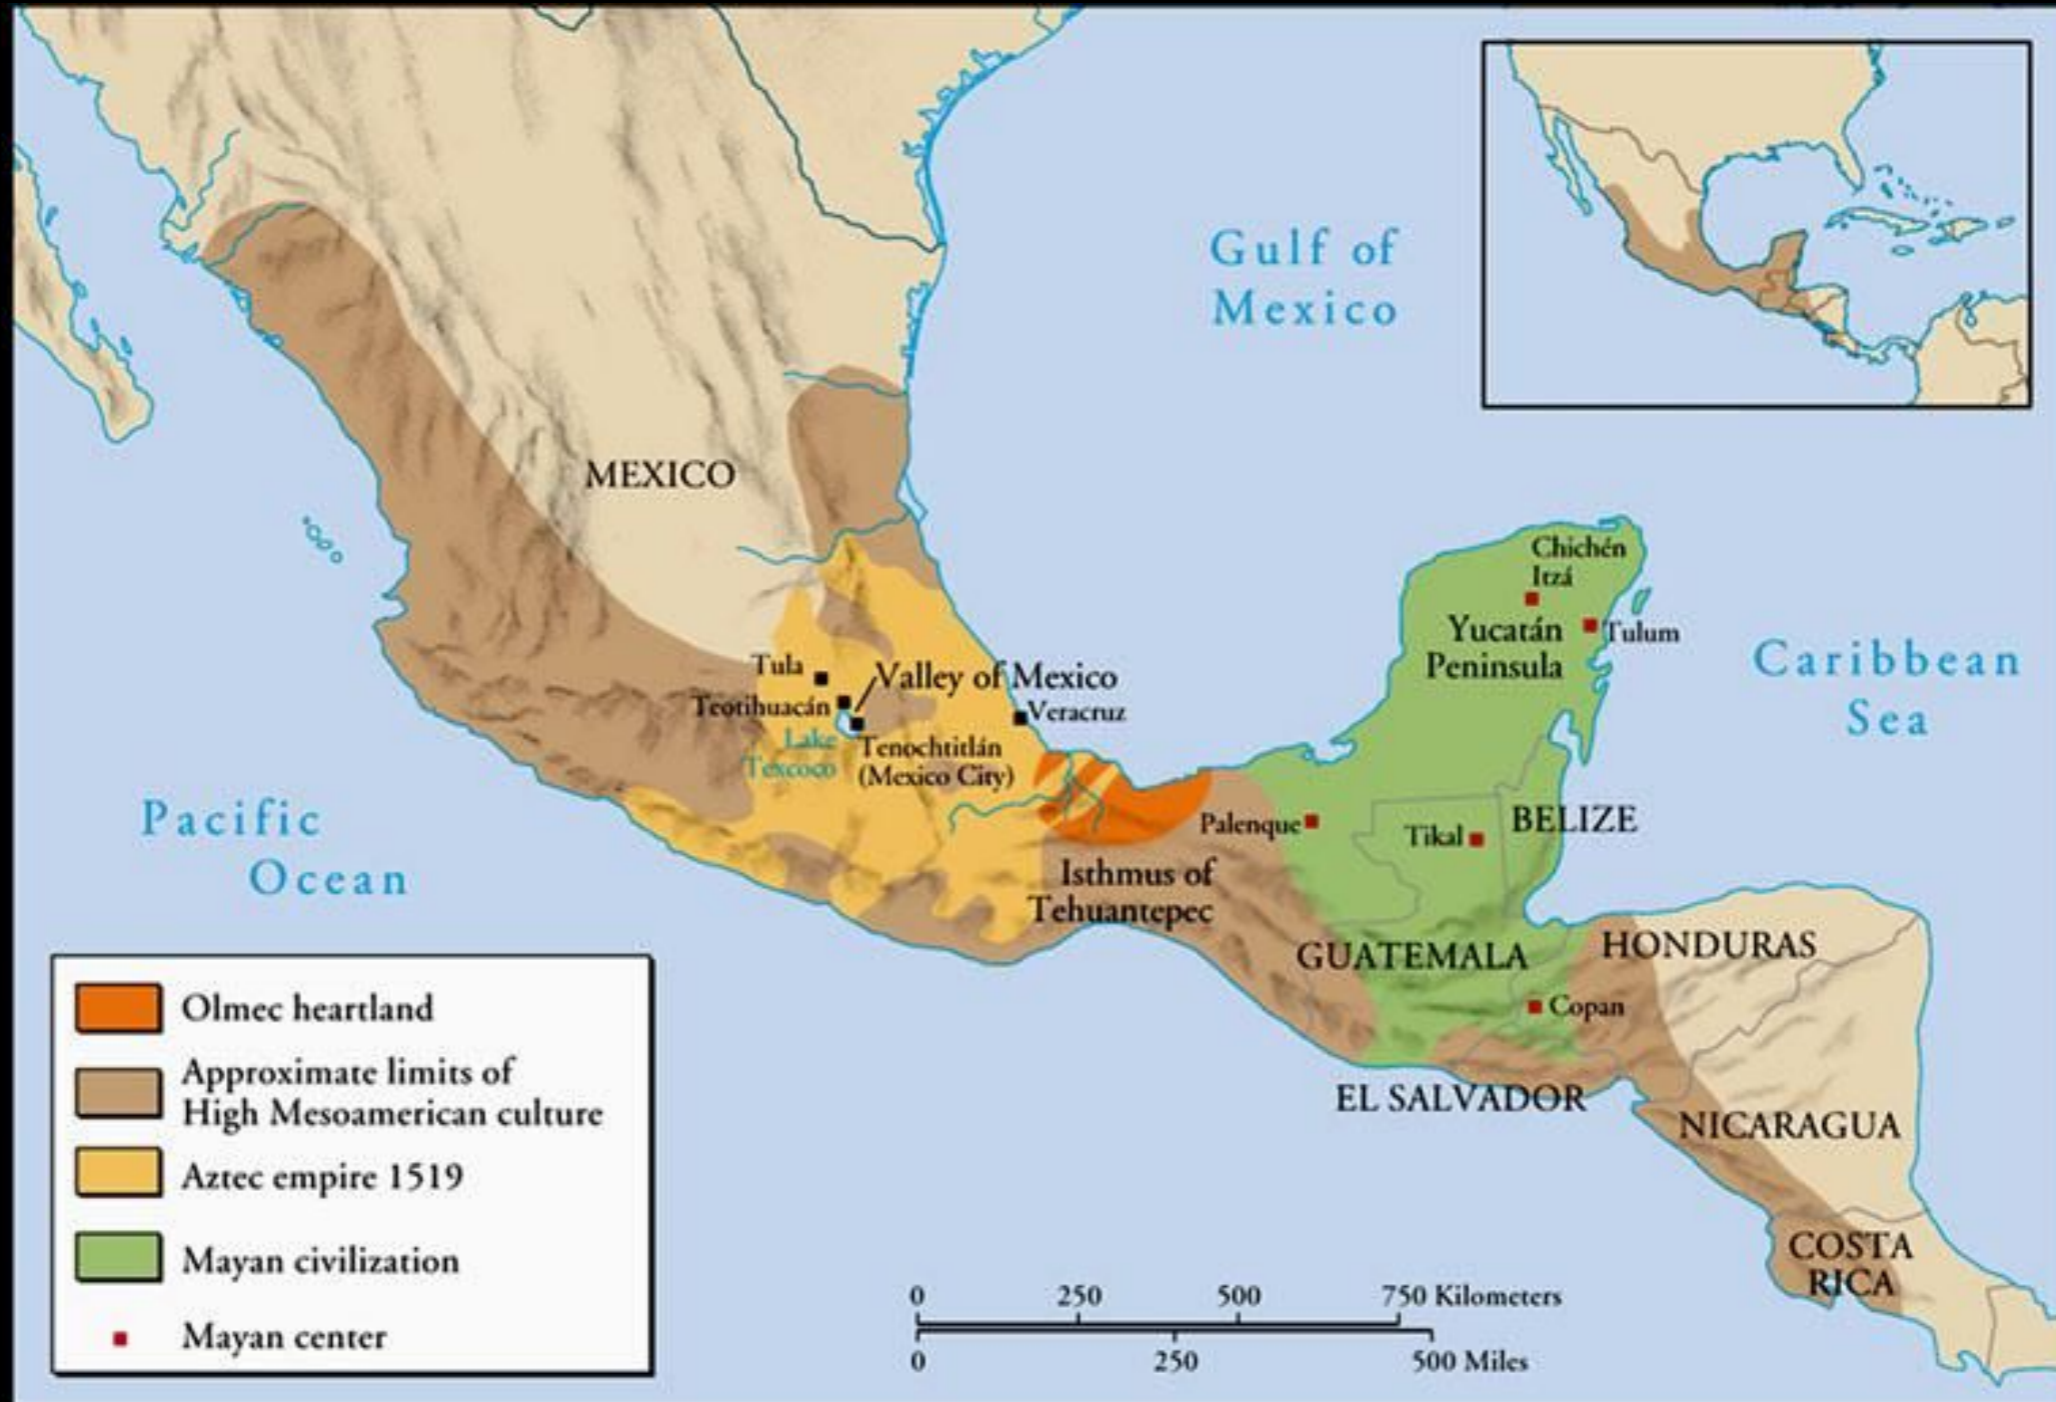 Gulf of
Mexico
MEXICO
Chichén
Itzá
Yucatán
Peninsula
Tulum
Caribbean
Sea
Tula
Valley of Mexico
Teotihuacán
Veracruz
Lake
Texcoco
Tenochtitlán
(Mexico City)
Pacific
Ocean
Palenque
Tikal
BELIZE
Isthmus of
Tehuantepec
GUATEMALA
HONDURAS
Copan
EL SALVADOR
NICARAGUA
COSTA
RICA
Olmec heartland
Approximate limits of
High Mesoamerican culture
Aztec empire 1519
Mayan civilization
Mayan center
0 250 500 750 Kilometers
0 250 500 Miles